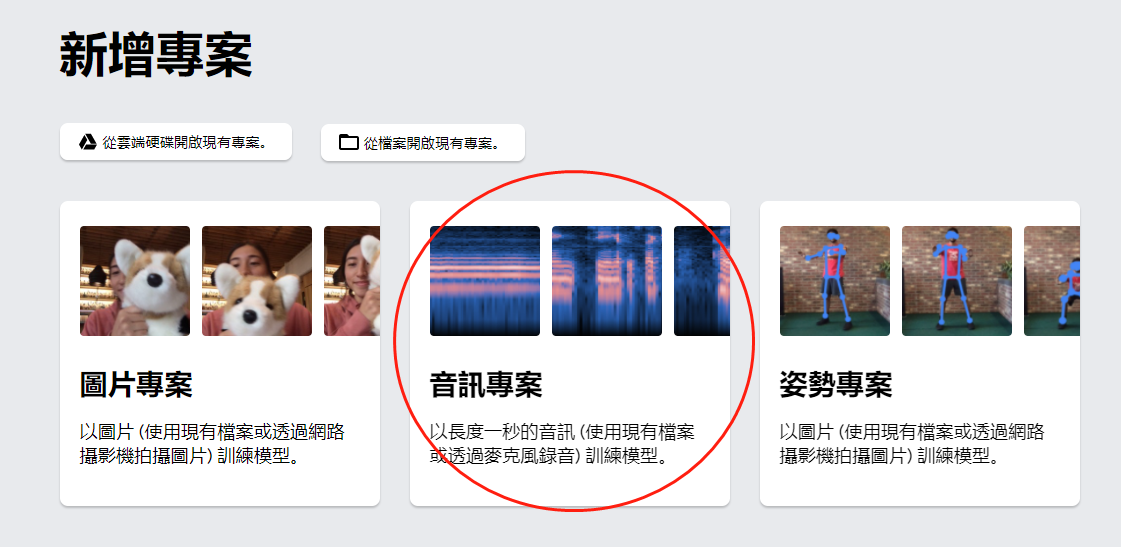 新增專案
從雲端硬碟開啟現有專案。
從檔案開啟現有專案。
圖片專案
以圖片 (使用現有檔案或透過網路
攝影機拍攝圖片) 訓練模型。
音訊專案
以長度一秒的音訊 (使用現有檔案
或透過麥克風錄音) 訓練模型。
姿勢專案
以圖片 (使用現有檔案或透過網路
攝影機拍攝圖片) 訓練模型。